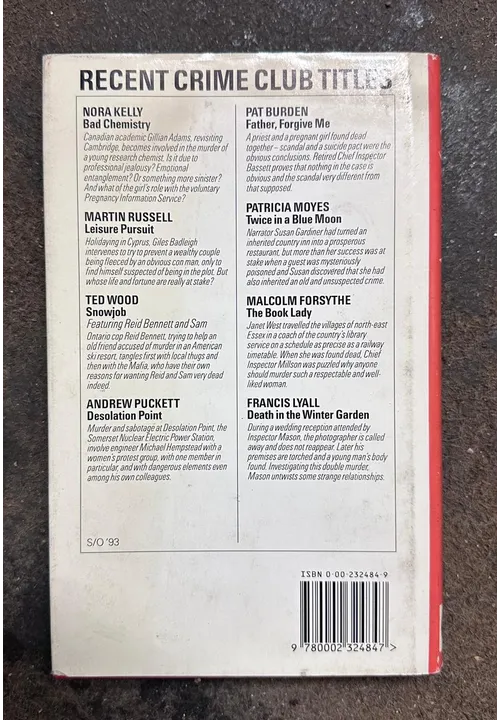 RECENT CRIME CLUB TITLES
NORA KELLY
Bad Chemistry
Canadian academic Gillian Adams, revisiting
Cambridge, becomes involved in the murder of
a young research chemist. Is it due to
professional jealousy? Emotional
entanglement? Or something more sinister?
And what of the girl's role with the voluntary
Pregnancy Information Service?
MARTIN RUSSELL
Leisure Pursuit
Holidaying in Cyprus, Giles Badleigh
intervenes to try to prevent a wealthy couple
being fleeced by an obvious con man, only to
find himself suspected of being in the plot. But
whose life and fortune are really at stake?
TED WOOD
Snowjob
Featuring Reid Bennett and Sam
Ontario cop Reid Bennett, trying to help an
old friend accused of murder in an American
ski resort, tangles first with local thugs and
then with the Mafia, who have their own
reasons for wanting Reid and Sam very dead
indeed.
ANDREW PUCKETT
Desolation Point
Murder and sabotage at Desolation Point, the
Somerset Nuclear Electric Power Station,
involve engineer Michael Hempstead with a
women's protest group, with one member in
particular, and with dangerous elements even
among his own colleagues.
S/O '93
PAT BURDEN
Father, Forgive Me
A priest and a pregnant girl found dead
together – scandal and a suicide pact were the
obvious conclusions. Retired Chief Inspector
Bassett proves that nothing in the case is
obvious and the scandal very different from
that supposed.
PATRICIA MOYES
Twice in a Blue Moon
Narrator Susan Gardiner had turned an
inherited country inn into a prosperous
restaurant, but more than her success was at
stake when a guest was mysteriously
poisoned and Susan discovered that she had
also inherited an old and unsuspected crime.
MALCOLM FORSYTHE
The Book Lady
Janet West travelled the villages of north-east
Essex in a coach of the country's library
service on a schedule as precise as a railway
timetable. When she was found dead, Chief
Inspector Millson was puzzled why anyone
should murder such a respectable and well-
liked woman.
FRANCIS LYALL
Death in the Winter Garden
During a wedding reception attended by
Inspector Mason, the photographer is called
away and does not reappear. Later his
premises are torched and a young man's body
found. Investigating this double murder,
Mason untwists some strange relationships.
ISBN 0-00-232484-9
9 780002 324847 >